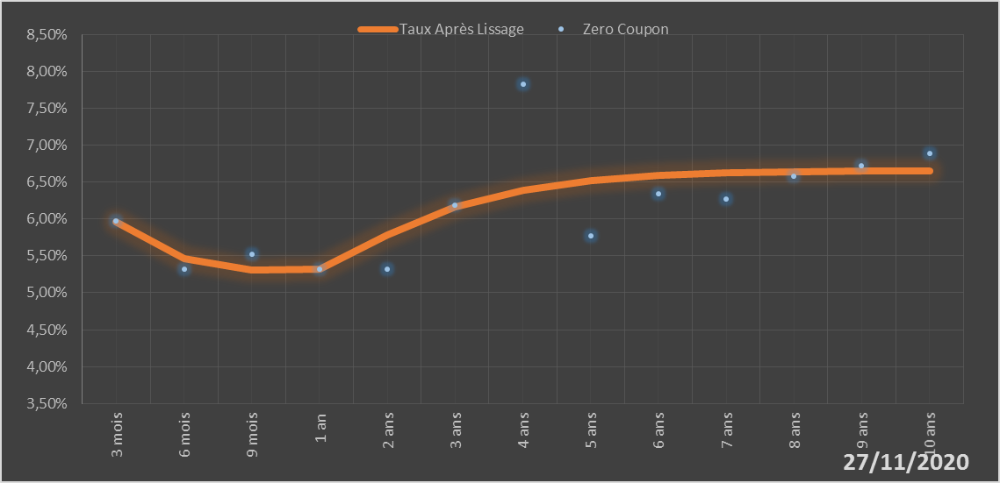 Taux Après Lissage Zero Coupon
8,50%
8,00%
7,50%
7,00%
6,50%
6,00%
5,50%
5,00%
4,50%
4,00%
3,50%
3 mois
6 mois
9 mois
1 an
2 ans
3 ans
4 ans
5 ans
6 ans
7 ans
8 ans
9 ans
10 ans
27/11/2020